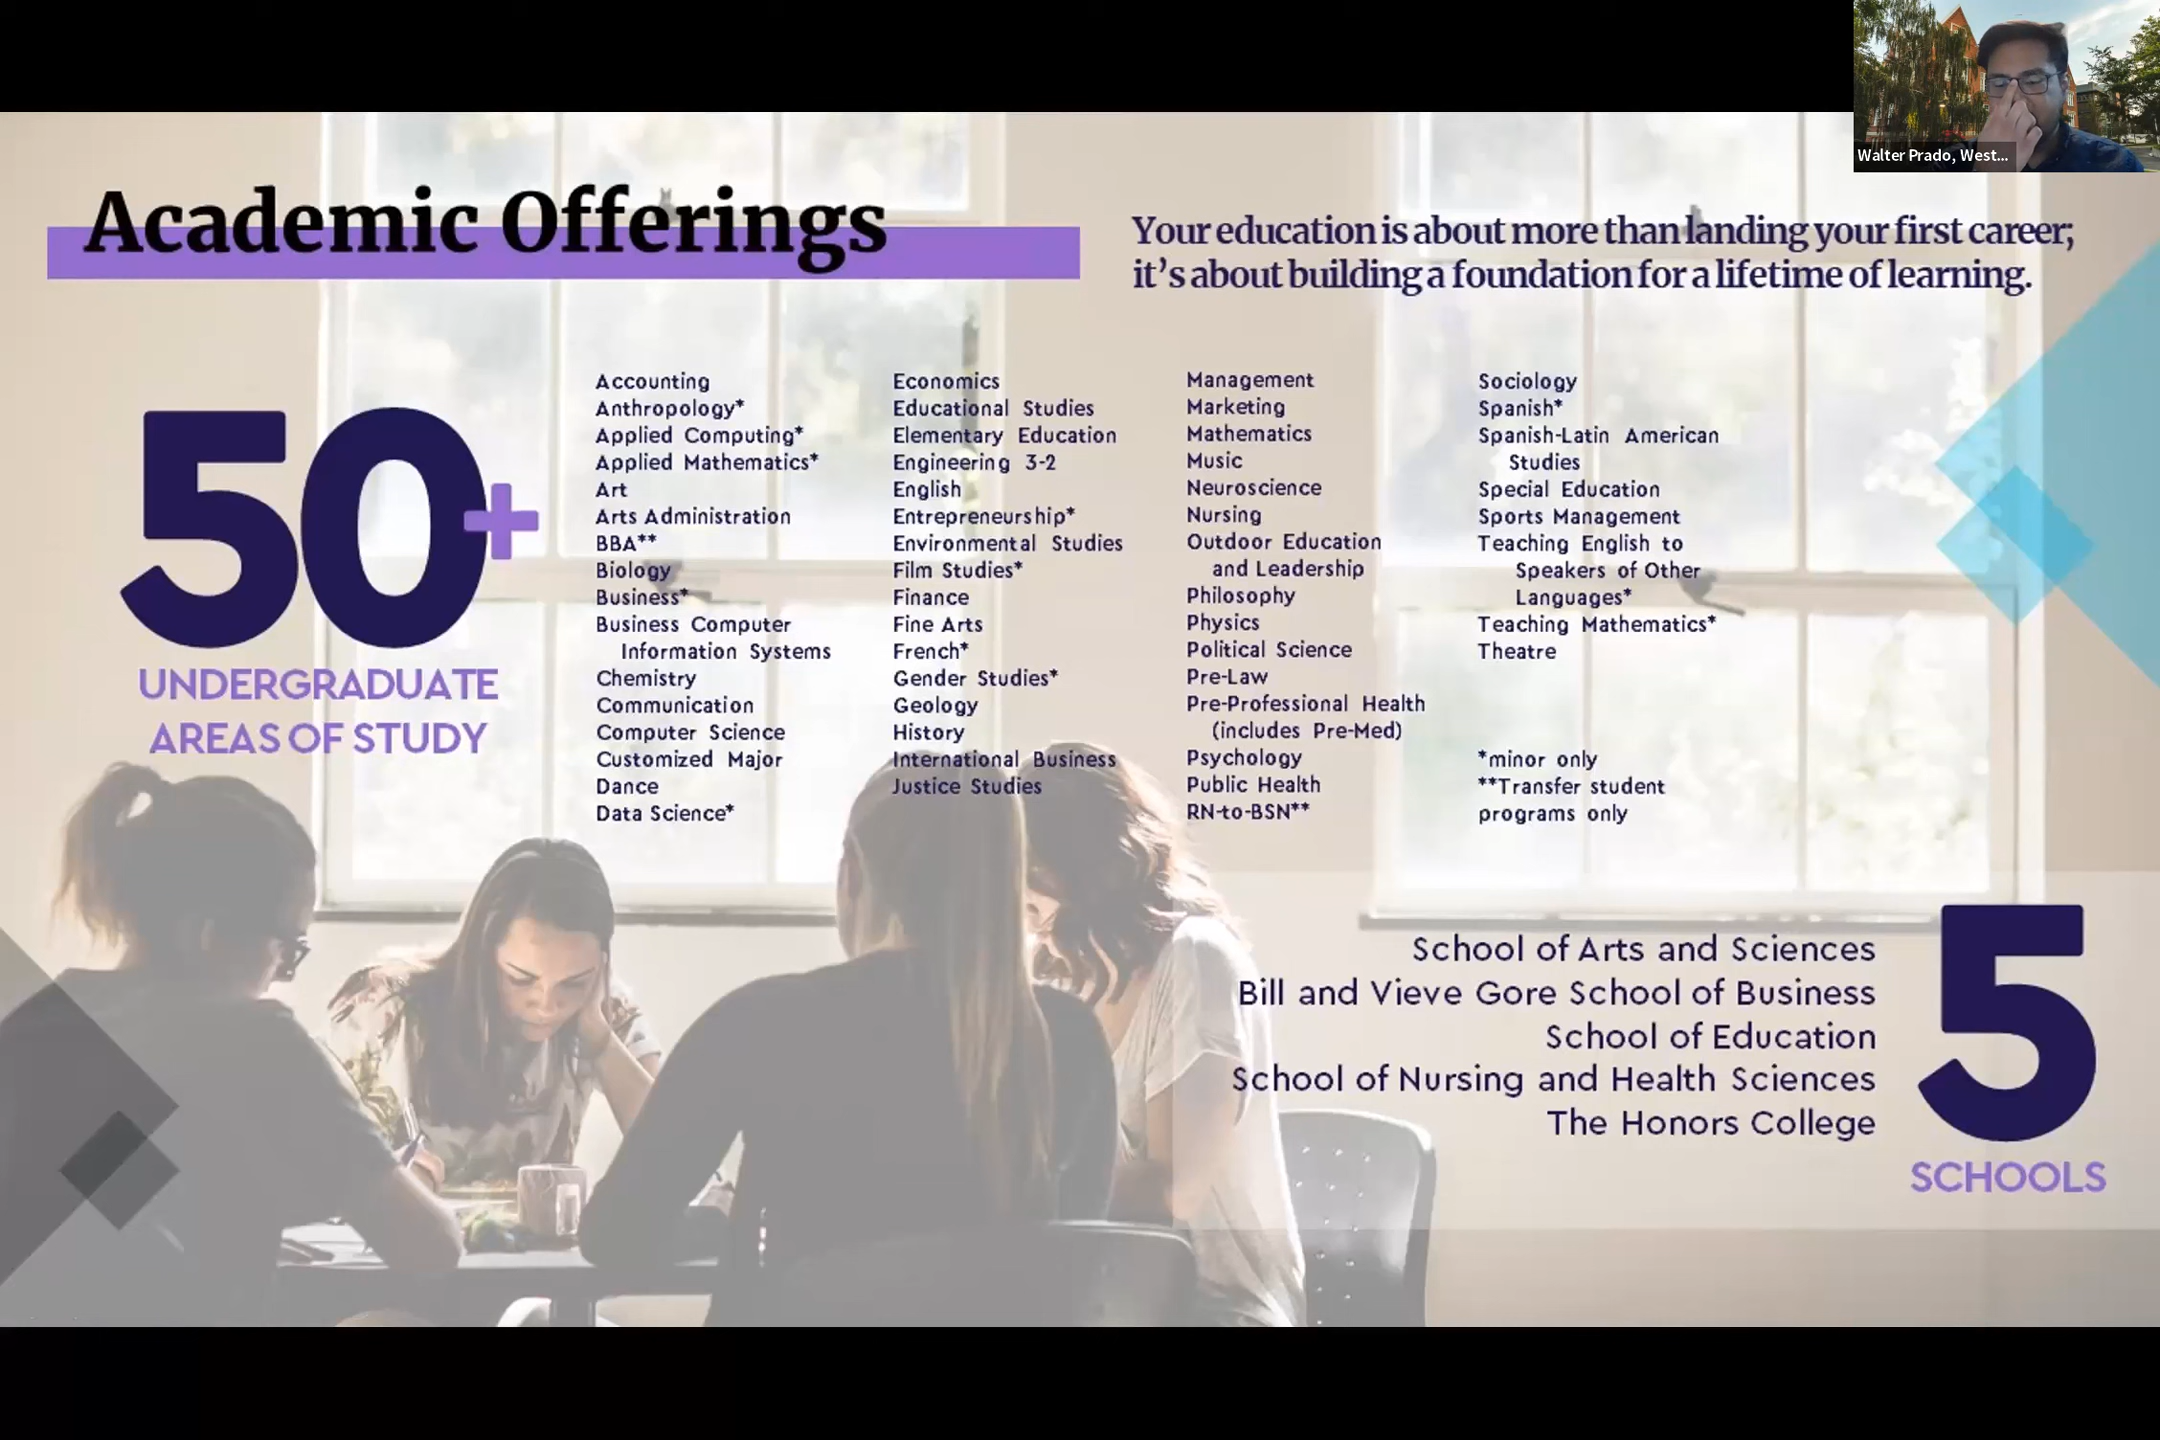 Walter Prado, West...
Academic Offerings
Your education is about more than landing your first career;
it's about building a foundation for a lifetime of learning.
50+
UNDERGRADUATE
AREAS OF STUDY
Accounting
Anthropology*
Applied Computing*
Applied Mathematics*
Art
Arts Administration
BBA**
Biology
Business*
Business Computer
Information Systems
Chemistry
Communication
Computer Science
Customized Major
Dance
Data Science*
Economics
Educational Studies
Elementary Education
Engineering 3-2
English
Entrepreneurship*
Environmental Studies
Film Studies*
Finance
Fine Arts
French*
Gender Studies*
Geology
History
International Business
Justice Studies
Management
Marketing
Mathematics
Music
Neuroscience
Nursing
Outdoor Education
and Leadership
Philosophy
Physics
Political Science
Pre-Law
Pre-Professional Health
(includes Pre-Med)
Psychology
Public Health
RN-to-BSN**
Sociology
Spanish*
Spanish-Latin American
Studies
Special Education
Sports Management
Teaching English to
Speakers of Other
Languages*
Teaching Mathematics*
Theatre
*minor only
**Transfer student
programs only
School of Arts and Sciences
Bill and Vieve Gore School of Business
School of Education
School of Nursing and Health Sciences
The Honors College
5
SCHOOLS